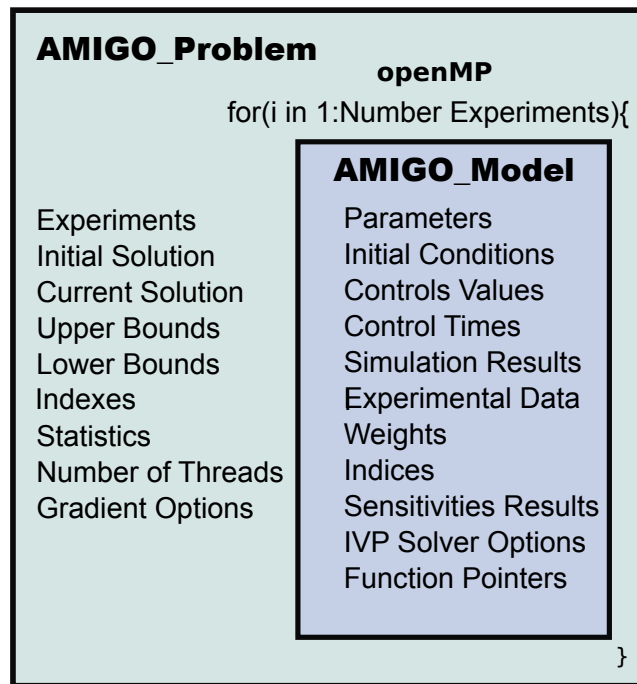 AMIGO_Problem
openMP
for(i in 1:Number Experiments){
Experiments
Initial Solution
Current Solution
Upper Bounds
Lower Bounds
Indexes
Statistics
Number of Threads
Gradient Options
AMIGO_Model
Parameters
Initial Conditions
Controls Values
Control Times
Simulation Results
Experimental Data
Weights
Indices
Sensitivities Results
IVP Solver Options
Function Pointers
}